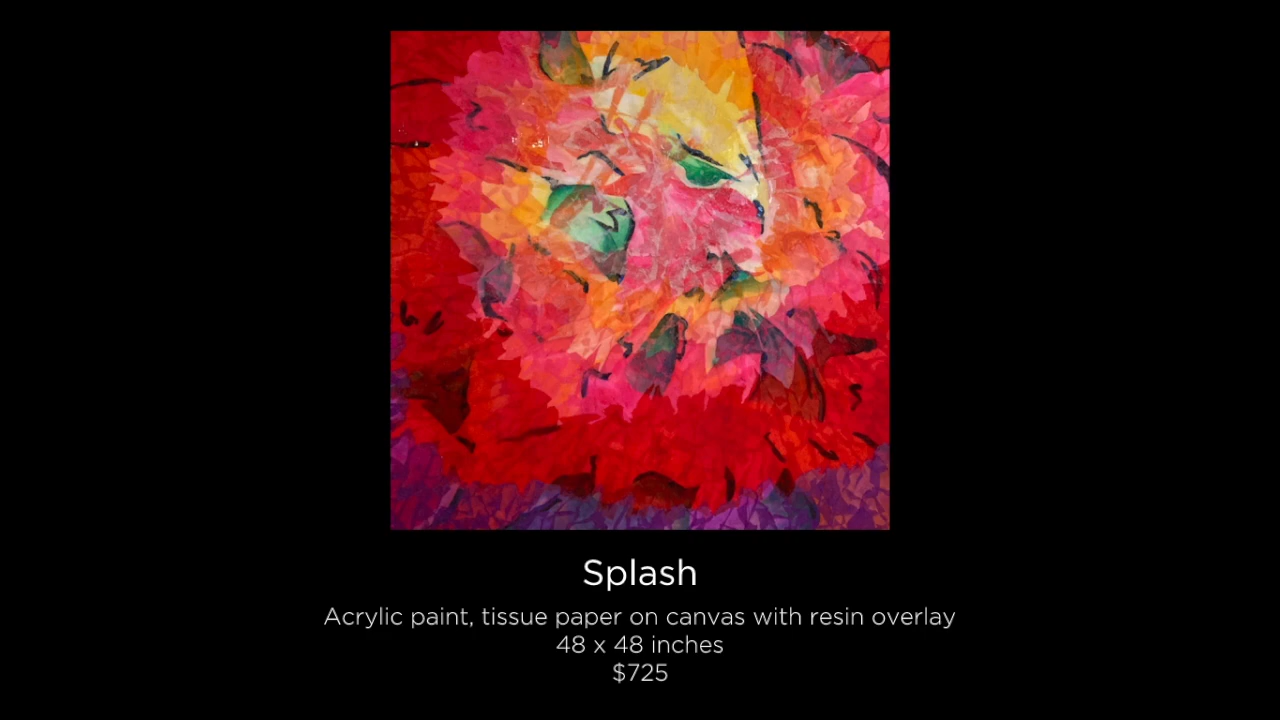 Splash
Acrylic paint, tissue paper on canvas with resin overlay
48 x 48 inches
$725